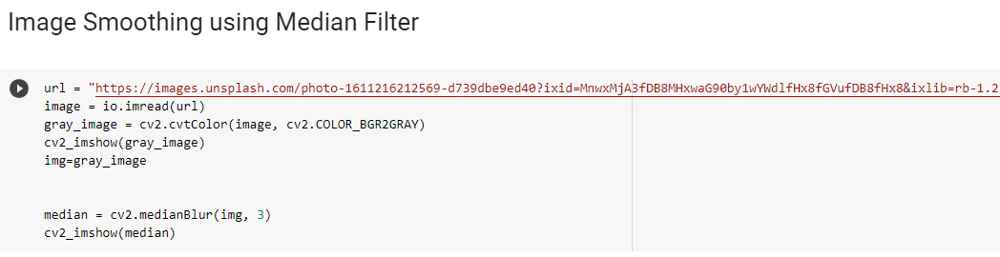 Image Smoothing using Median Filter
url = "https://images.unsplash.com/photo-1611216212569-d739dbe9ed40?ixid=MnwxMjA3fDB8MHxwaG90by1wYWdlfHx8fGVufDB8fHx8&ixlib=rb-1.2
image = io.imread(url)
gray_image = cv2.cvtColor(image, cv2.COLOR_BGR2GRAY)
cv2_imshow(gray_image)
img=gray_image
median = cv2.medianBlur(img, 3)
cv2_imshow(median)